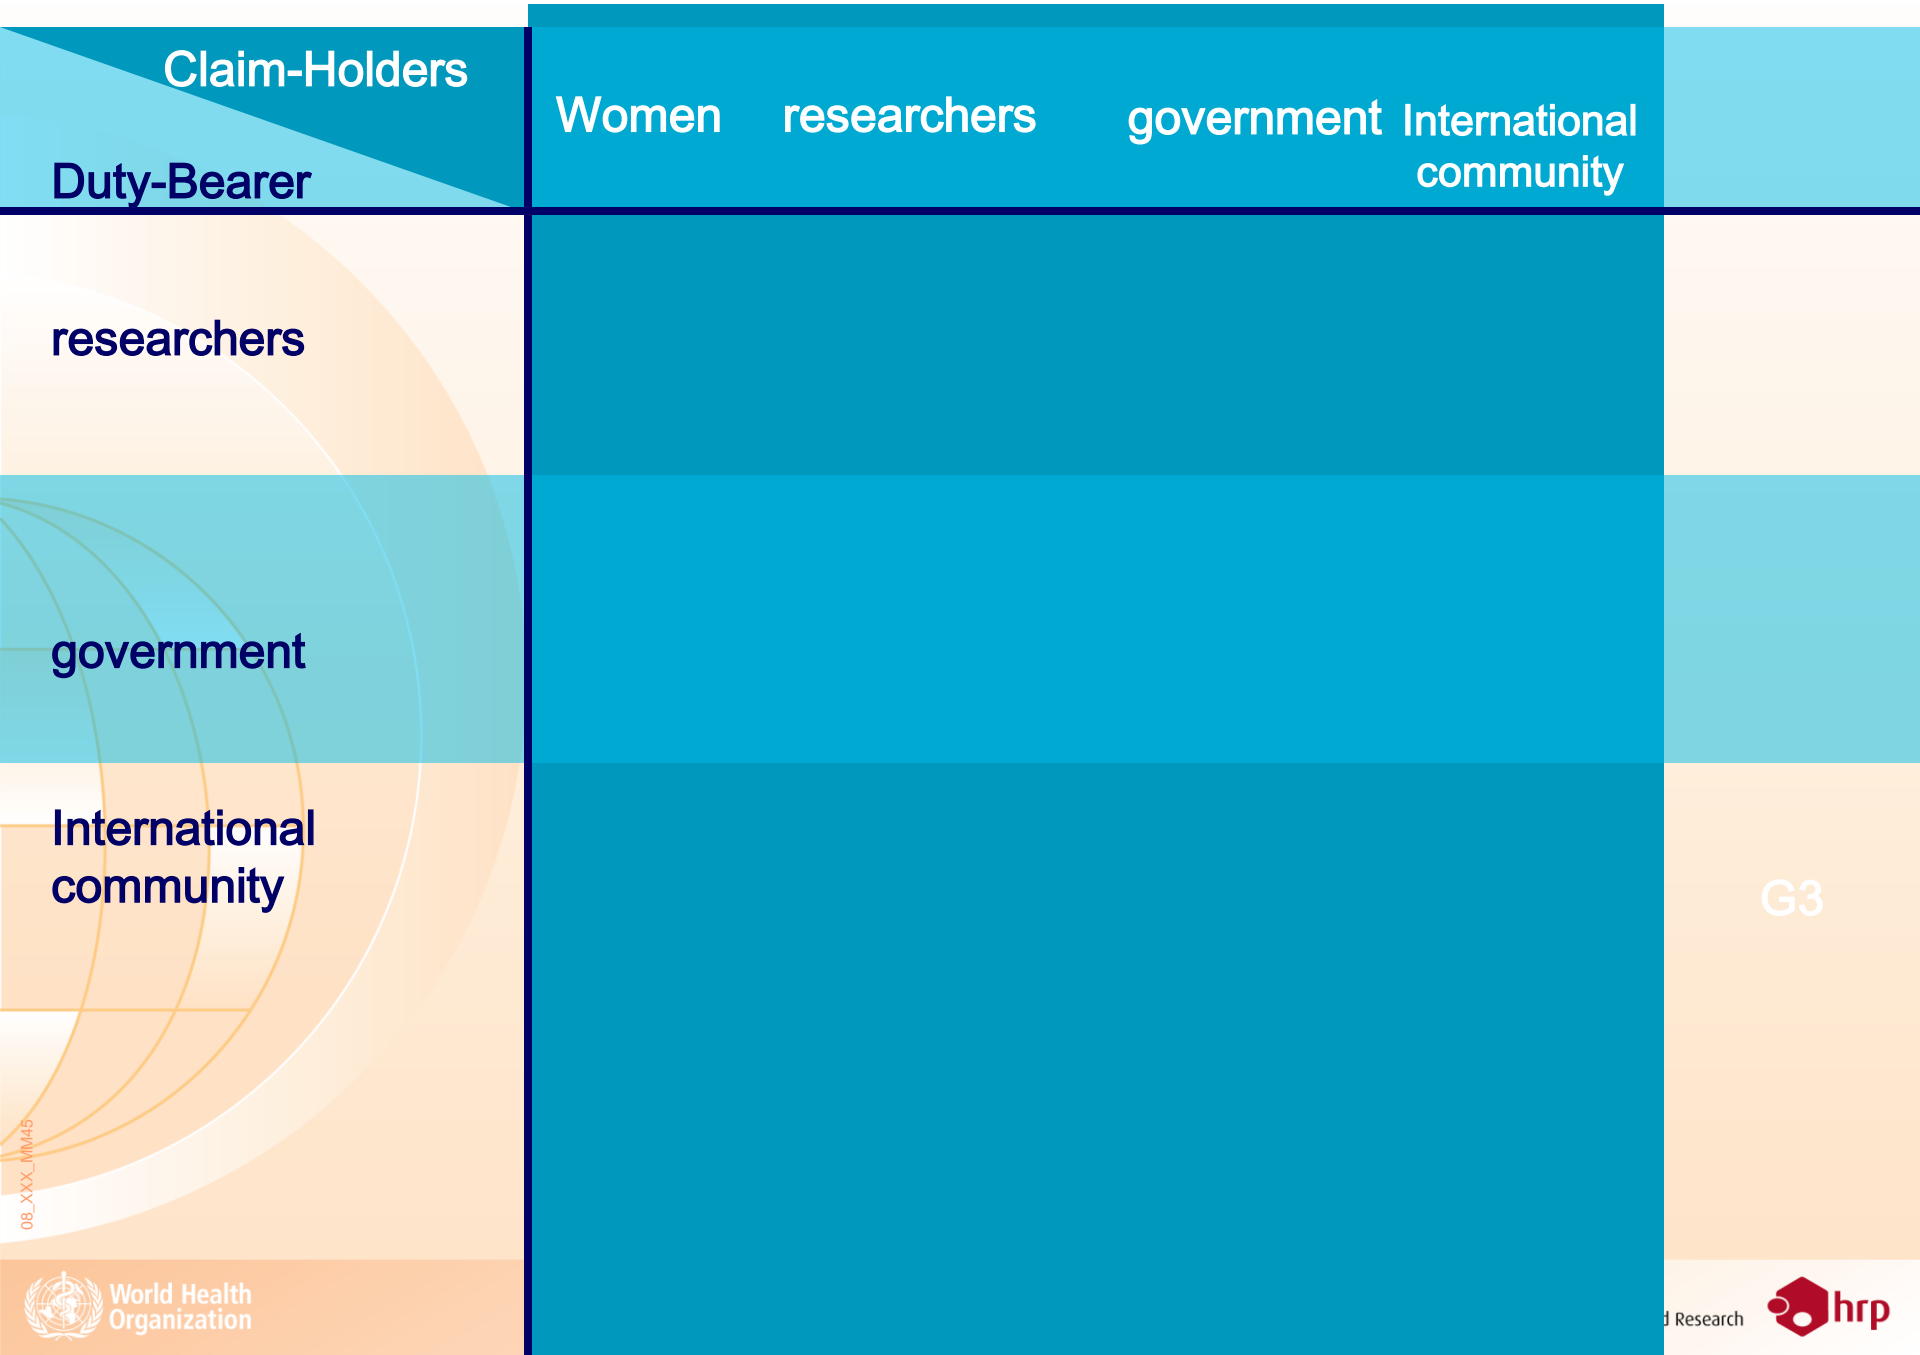 Claim-Holders
Duty-Bearer
Women researchers government International
community
researchers
government
International
community
G3
08_XXX_MM45
World Health
Organization
Research
hrp